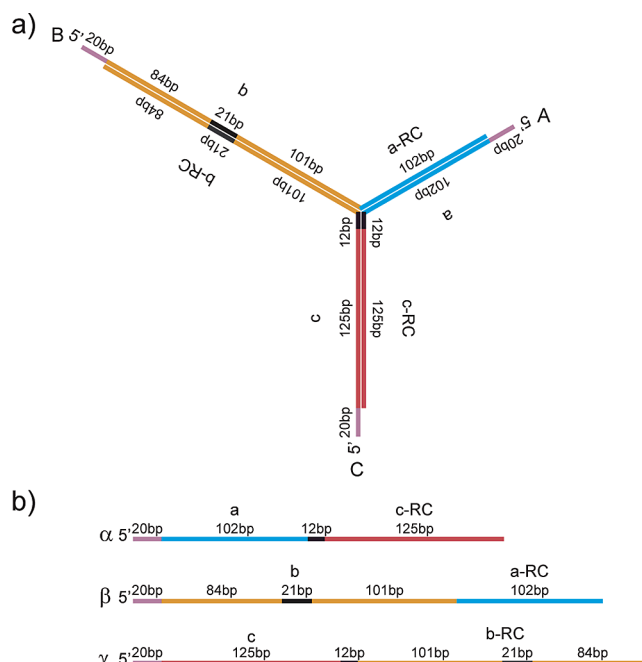 a)
B 5’ 20bp
84bp
b
21bp
101bp
84bp
21bp
b-RC
101bp
a-RC
102bp
102bp
a
5’ A
20bp
12bp
12bp
c
125bp
125bp
c-RC
20bp
5’
C
b)
a c-RC
α 5’ 20bp 102bp 12bp 125bp
b a-RC
β 5’ 20bp 84bp 21bp 101bp 102bp
c b-RC
γ 5’ 20bp 125bp 12bp 101bp 21bp 84bp